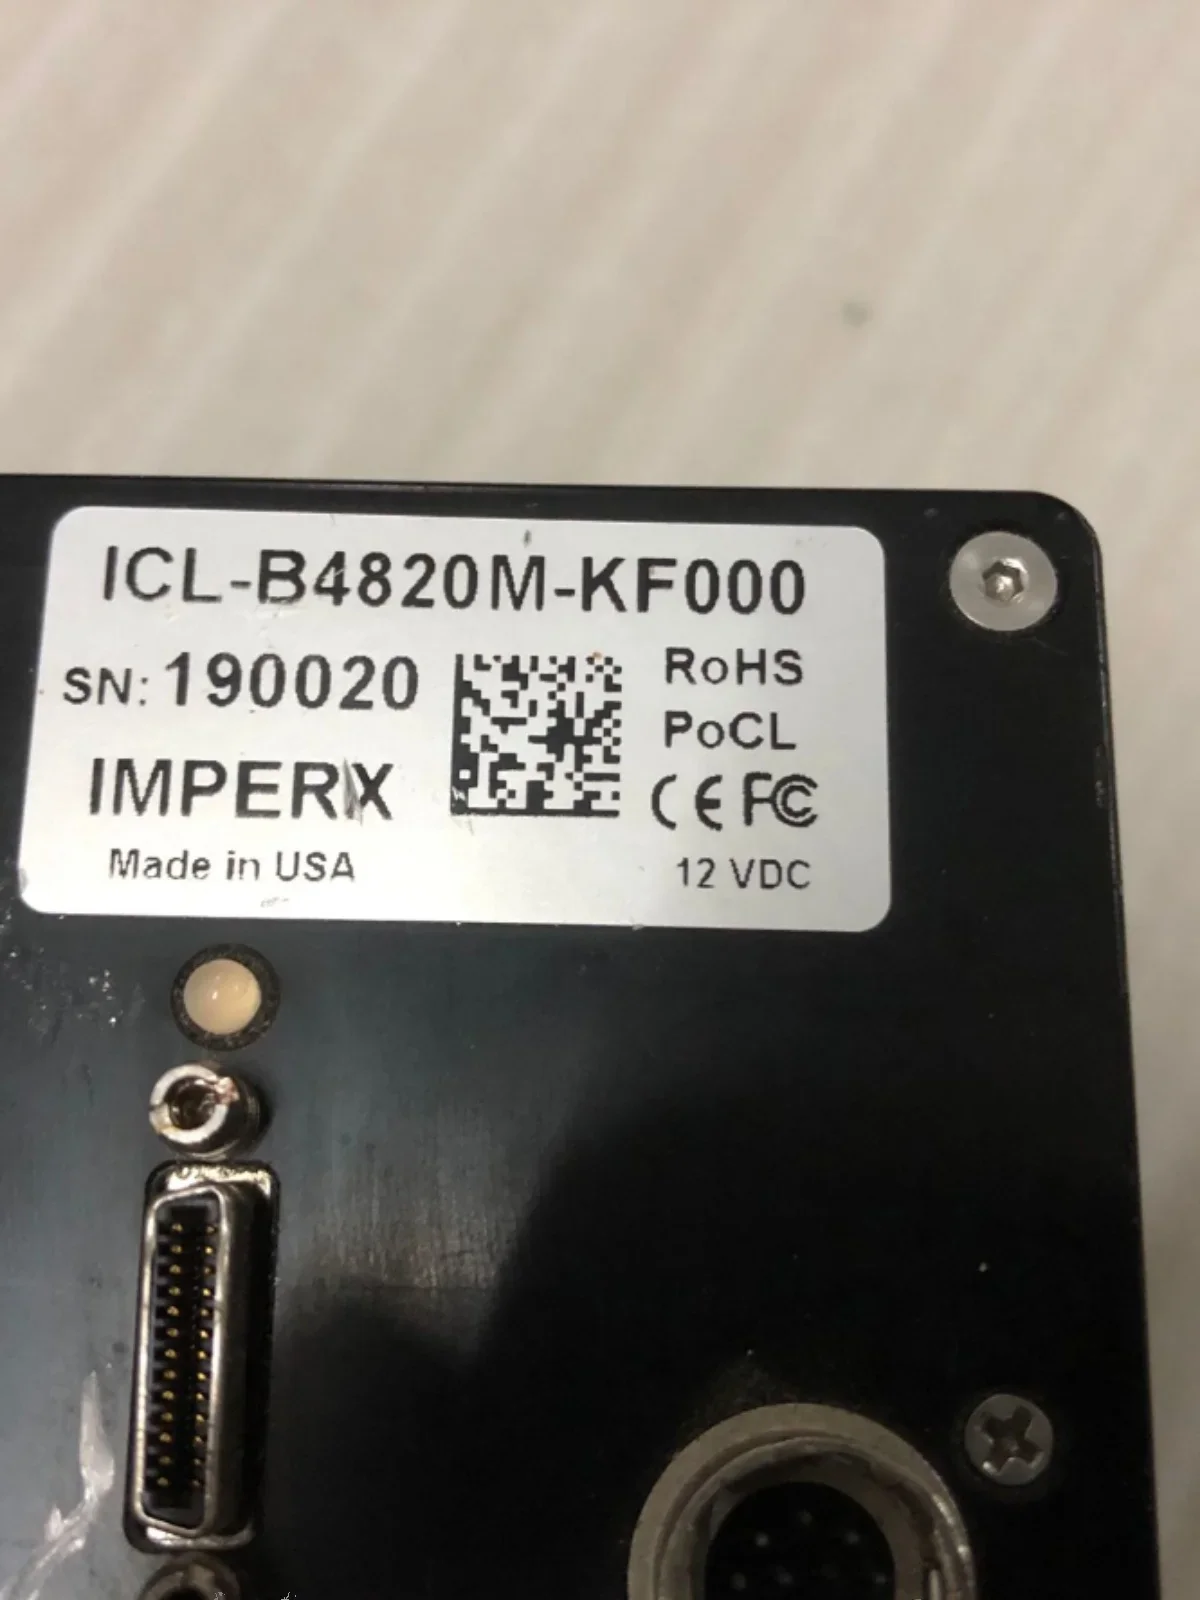 ICL-B4820M-KF000
SN: 190020
RoHS
PoCL
IMPERX
CE FC
Made in USA
12 VDC